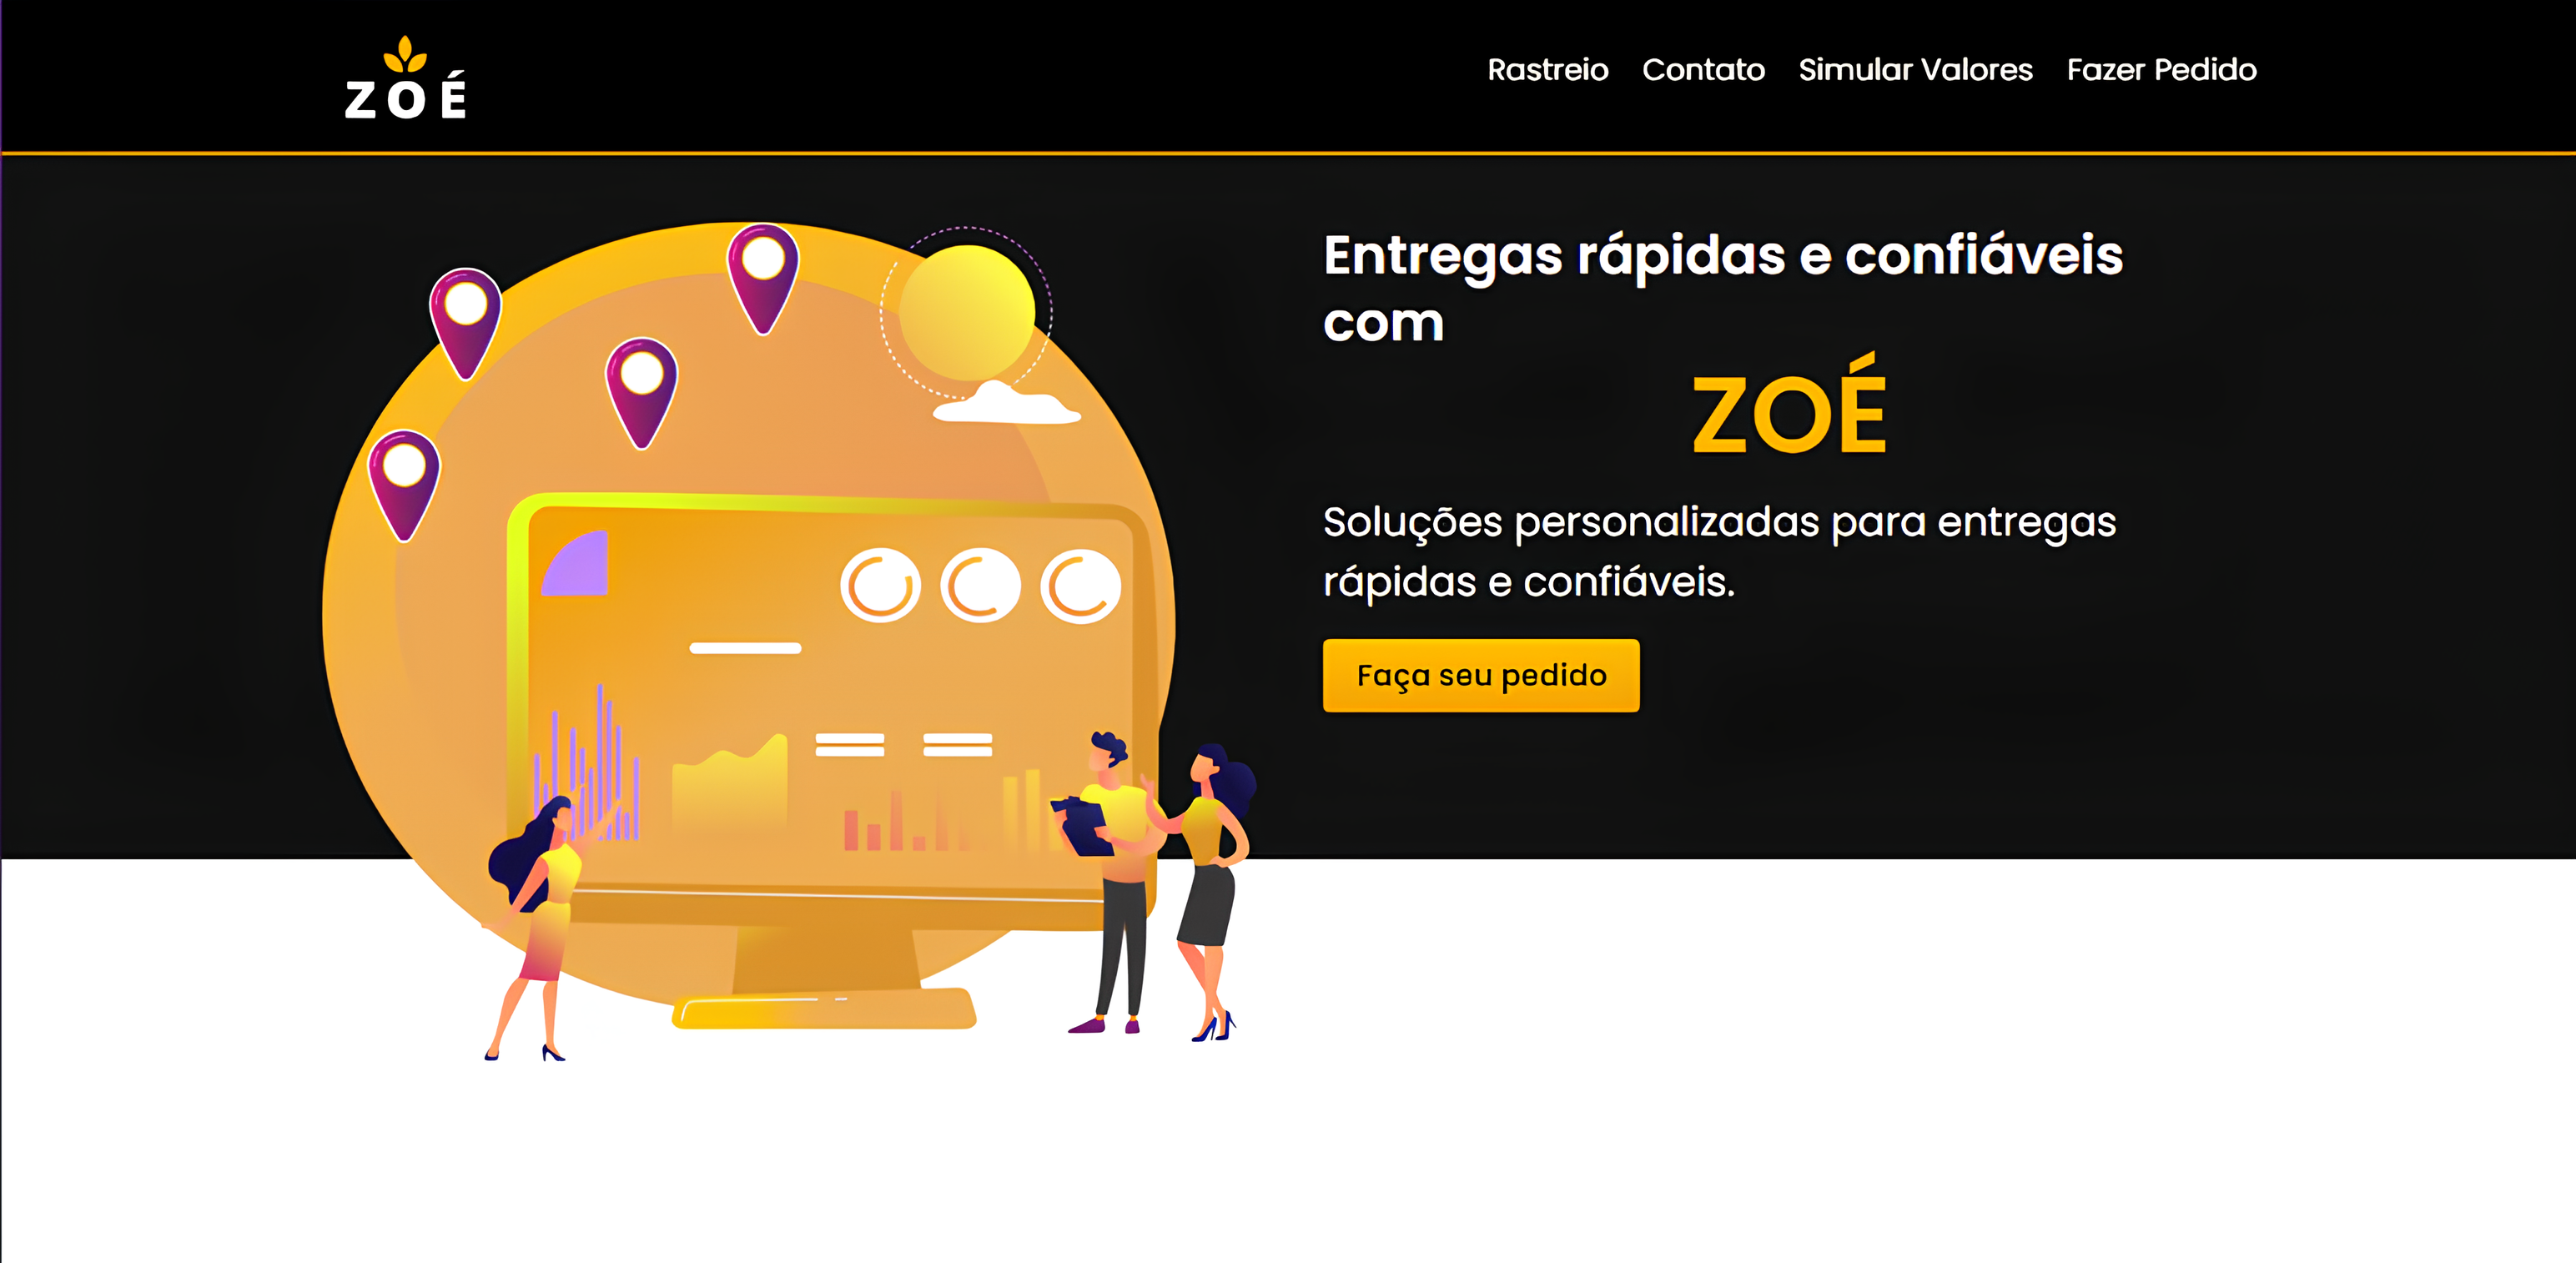 ZOÉ
Rastreio Contato Simular Valores Fazer Pedido
Entregas rápidas e confiáveis
com
ZOÉ
Soluções personalizadas para entregas
rápidas e confiáveis.
Faça seu pedido